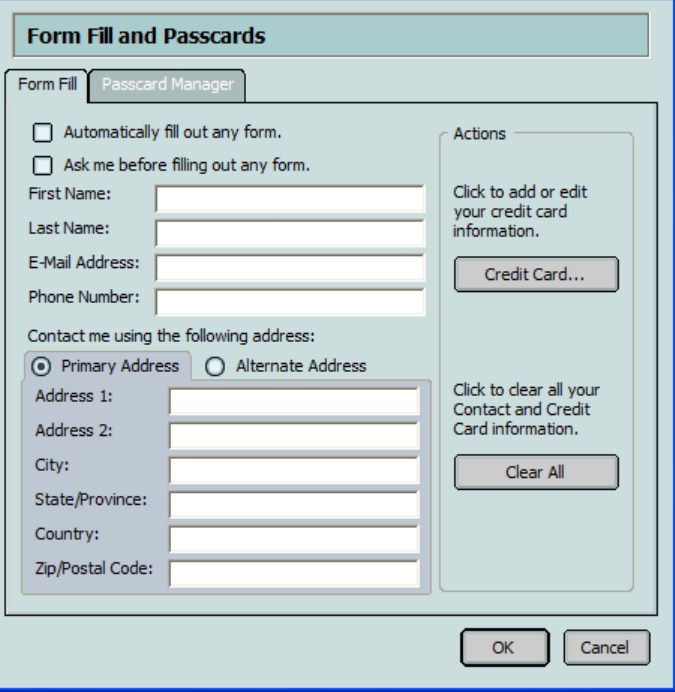 Form Fill and Passcards
Form Fill
Passcard Manager
Automatically fill out any form.
Ask me before filling out any form.
First Name:
Last Name:
E-Mail Address:
Phone Number:
Contact me using the following address:
Primary Address
Alternate Address
Address 1:
Address 2:
City:
State/Province:
Country:
Zip/Postal Code:
Actions
Click to add or edit
your credit card
information.
Credit Card...
Click to clear all your
Contact and Credit
Card information.
Clear All
OK
Cancel